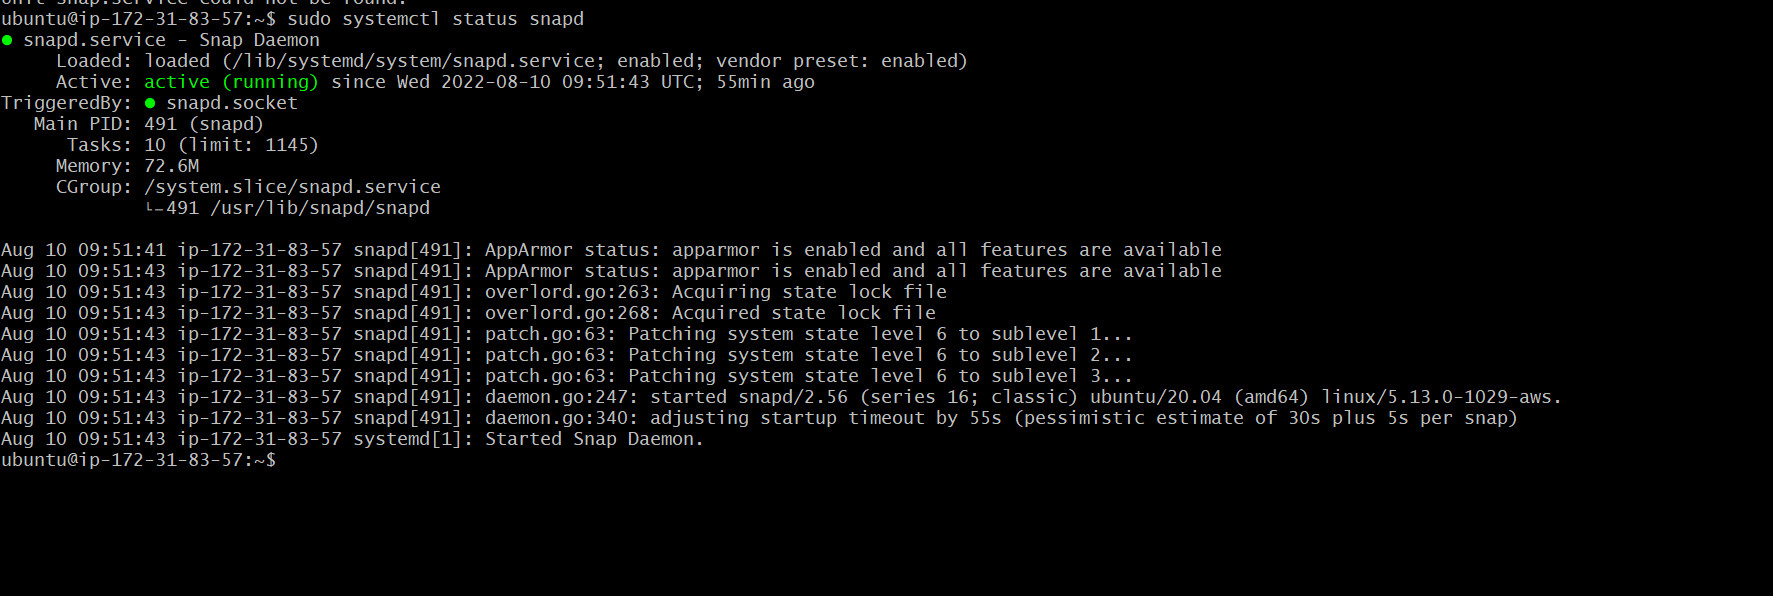 unit snap.service could not be found.
ubuntu@ip-172-31-83-57:~$ sudo systemctl status snapd
● snapd.service - Snap Daemon
     Loaded: loaded (/lib/systemd/system/snapd.service; enabled; vendor preset: enabled)
     Active: active (running) since Wed 2022-08-10 09:51:43 UTC; 55min ago
TriggeredBy: ● snapd.socket
   Main PID: 491 (snapd)
      Tasks: 10 (limit: 1145)
     Memory: 72.6M
     CGroup: /system.slice/snapd.service
             └─491 /usr/lib/snapd/snapd

Aug 10 09:51:41 ip-172-31-83-57 snapd[491]: AppArmor status: apparmor is enabled and all features are available
Aug 10 09:51:43 ip-172-31-83-57 snapd[491]: AppArmor status: apparmor is enabled and all features are available
Aug 10 09:51:43 ip-172-31-83-57 snapd[491]: overlord.go:263: Acquiring state lock file
Aug 10 09:51:43 ip-172-31-83-57 snapd[491]: overlord.go:268: Acquired state lock file
Aug 10 09:51:43 ip-172-31-83-57 snapd[491]: patch.go:63: Patching system state level 6 to sublevel 1...
Aug 10 09:51:43 ip-172-31-83-57 snapd[491]: patch.go:63: Patching system state level 6 to sublevel 2...
Aug 10 09:51:43 ip-172-31-83-57 snapd[491]: patch.go:63: Patching system state level 6 to sublevel 3...
Aug 10 09:51:43 ip-172-31-83-57 snapd[491]: daemon.go:247: started snapd/2.56 (series 16; classic) ubuntu/20.04 (amd64) linux/5.13.0-1029-aws.
Aug 10 09:51:43 ip-172-31-83-57 snapd[491]: daemon.go:340: adjusting startup timeout by 55s (pessimistic estimate of 30s plus 5s per snap)
Aug 10 09:51:43 ip-172-31-83-57 systemd[1]: Started Snap Daemon.
ubuntu@ip-172-31-83-57:~$